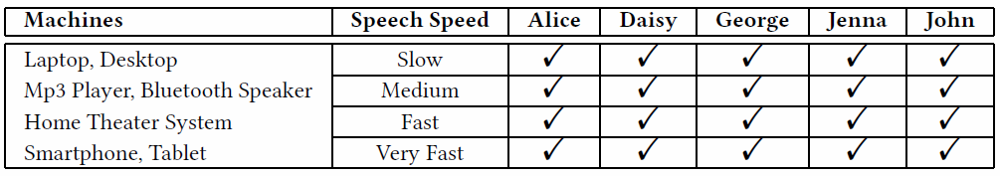 Machines Speech Speed Alice Daisy George Jenna John
Laptop, Desktop Slow ✓ ✓ ✓ ✓ ✓
Mp3 Player, Bluetooth Speaker Medium ✓ ✓ ✓ ✓ ✓
Home Theater System Fast ✓ ✓ ✓ ✓ ✓
Smartphone, Tablet Very Fast ✓ ✓ ✓ ✓ ✓